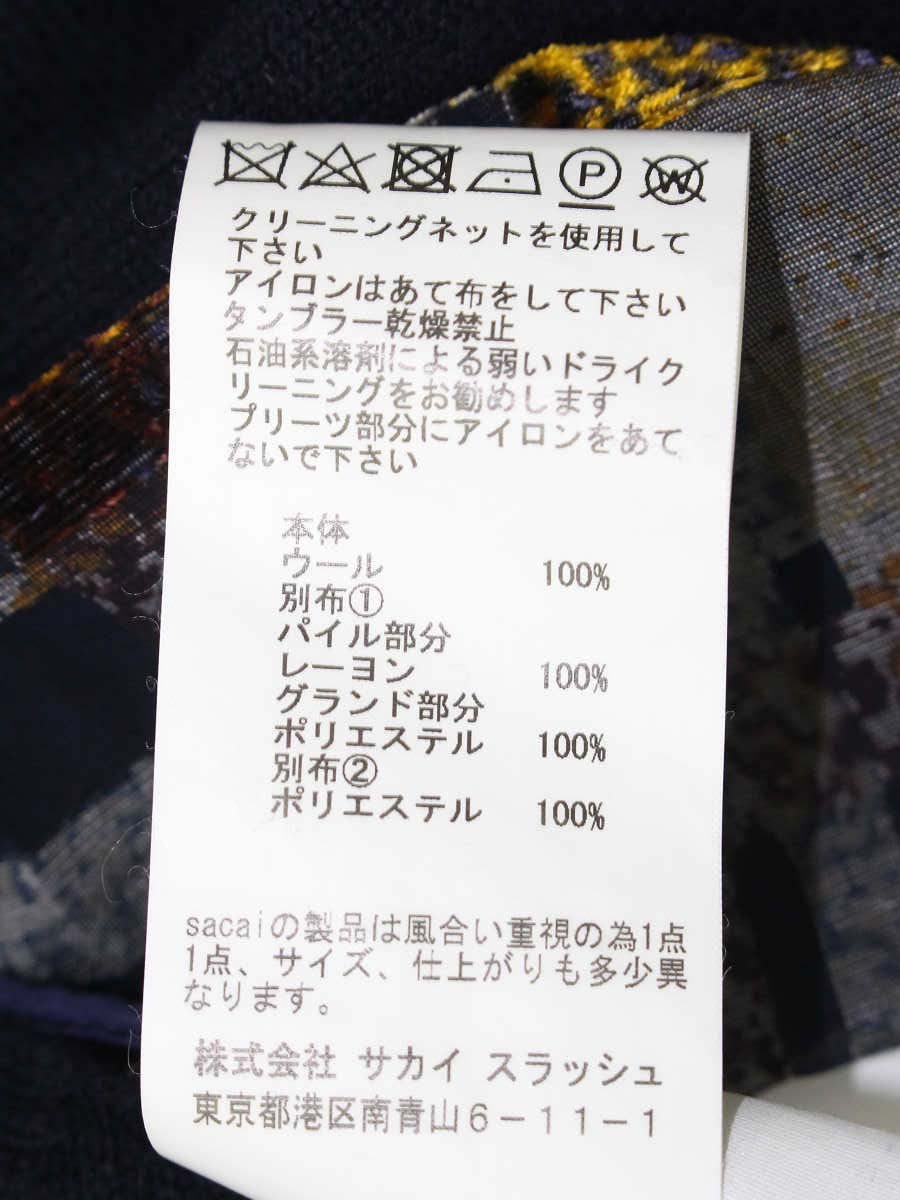 P W
クリーニングネットを使用して
下さい
アイロンはあて布をして下さい
タンブラー乾燥禁止
石油系溶剤による弱いドライク
リーニングをお勧めします
プリーツ部分にアイロンをあて
ないで下さい
本体
ウール 100%
別布①
パイル部分
レーヨン 100%
グランド部分
ポリエステル 100%
別布②
ポリエステル 100%
sacaiの製品は風合い重視の為1点
1点、サイズ、仕上がりも多少異
なります。
株式会社 サカイ スラッシュ
東京都港区南青山6-11-1